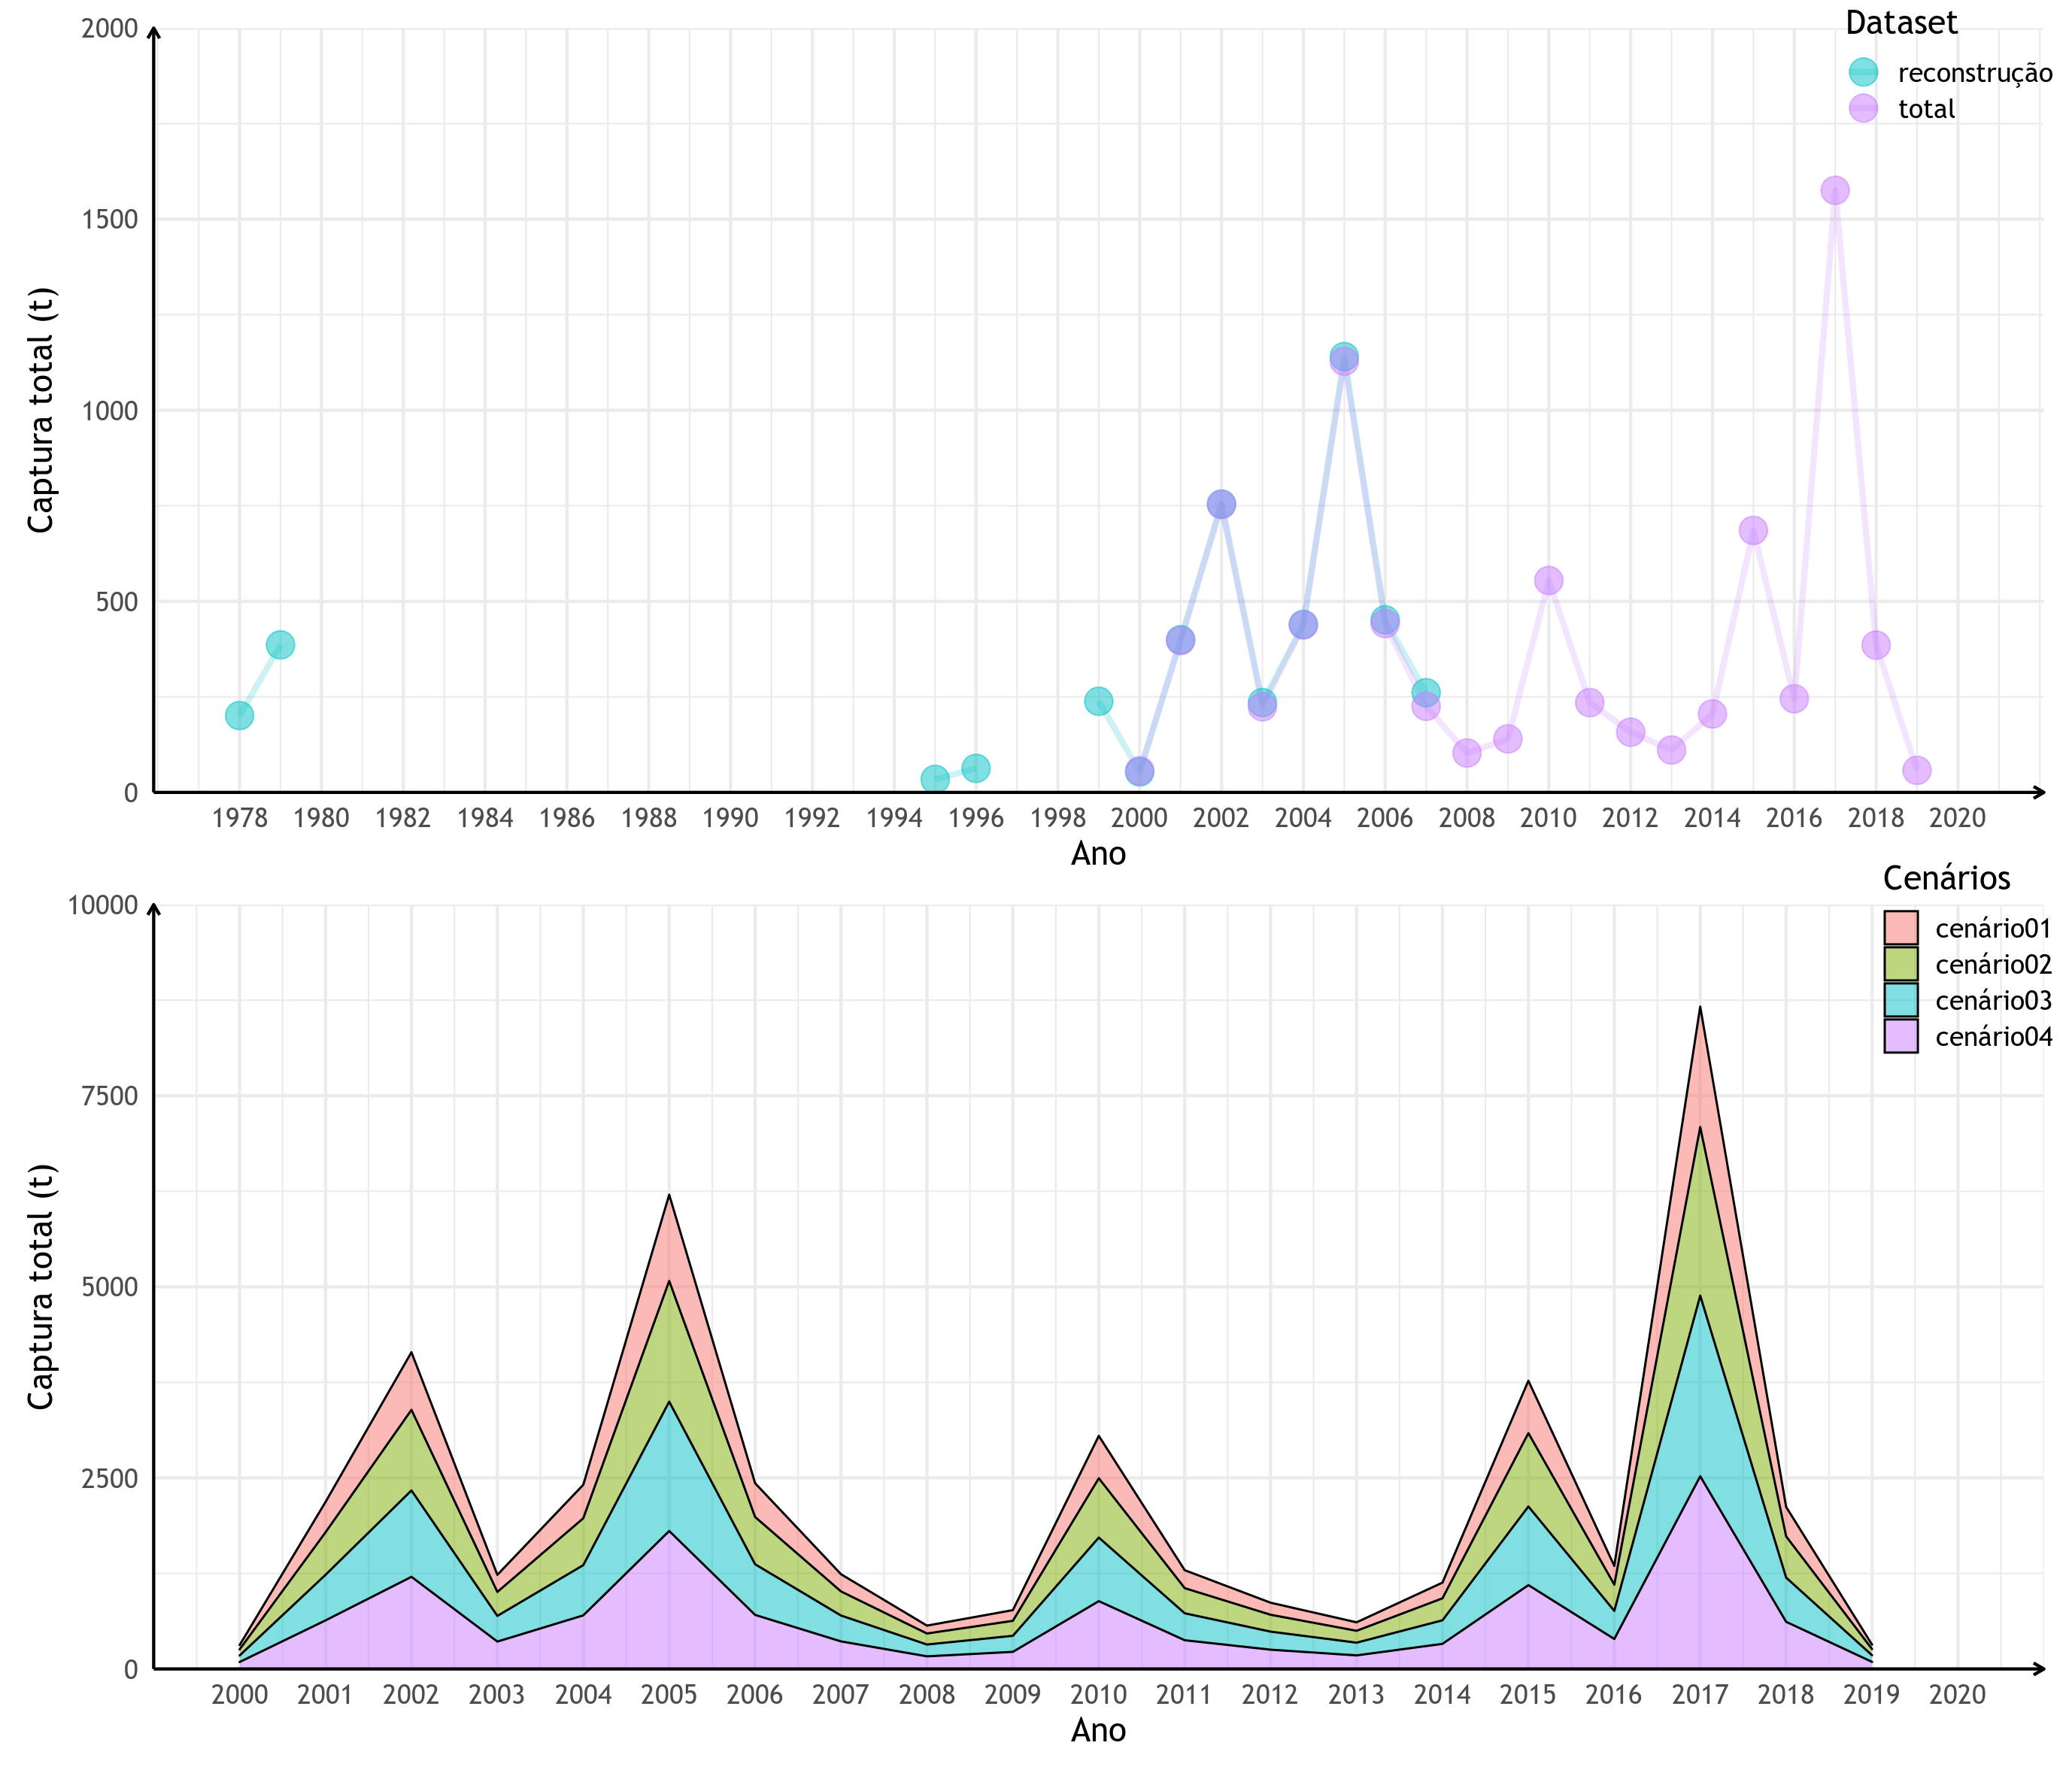 Dataset
reconstrução
total
2000
1500
1000
500
0
Captura total (t)
1978 1980 1982 1984 1986 1988 1990 1992 1994 1996 1998 2000 2002 2004 2006 2008 2010 2012 2014 2016 2018 2020
Ano
Cenários
cenário01
cenário02
cenário03
cenário04
10000
7500
5000
2500
0
Captura total (t)
2000 2001 2002 2003 2004 2005 2006 2007 2008 2009 2010 2011 2012 2013 2014 2015 2016 2017 2018 2019 2020
Ano